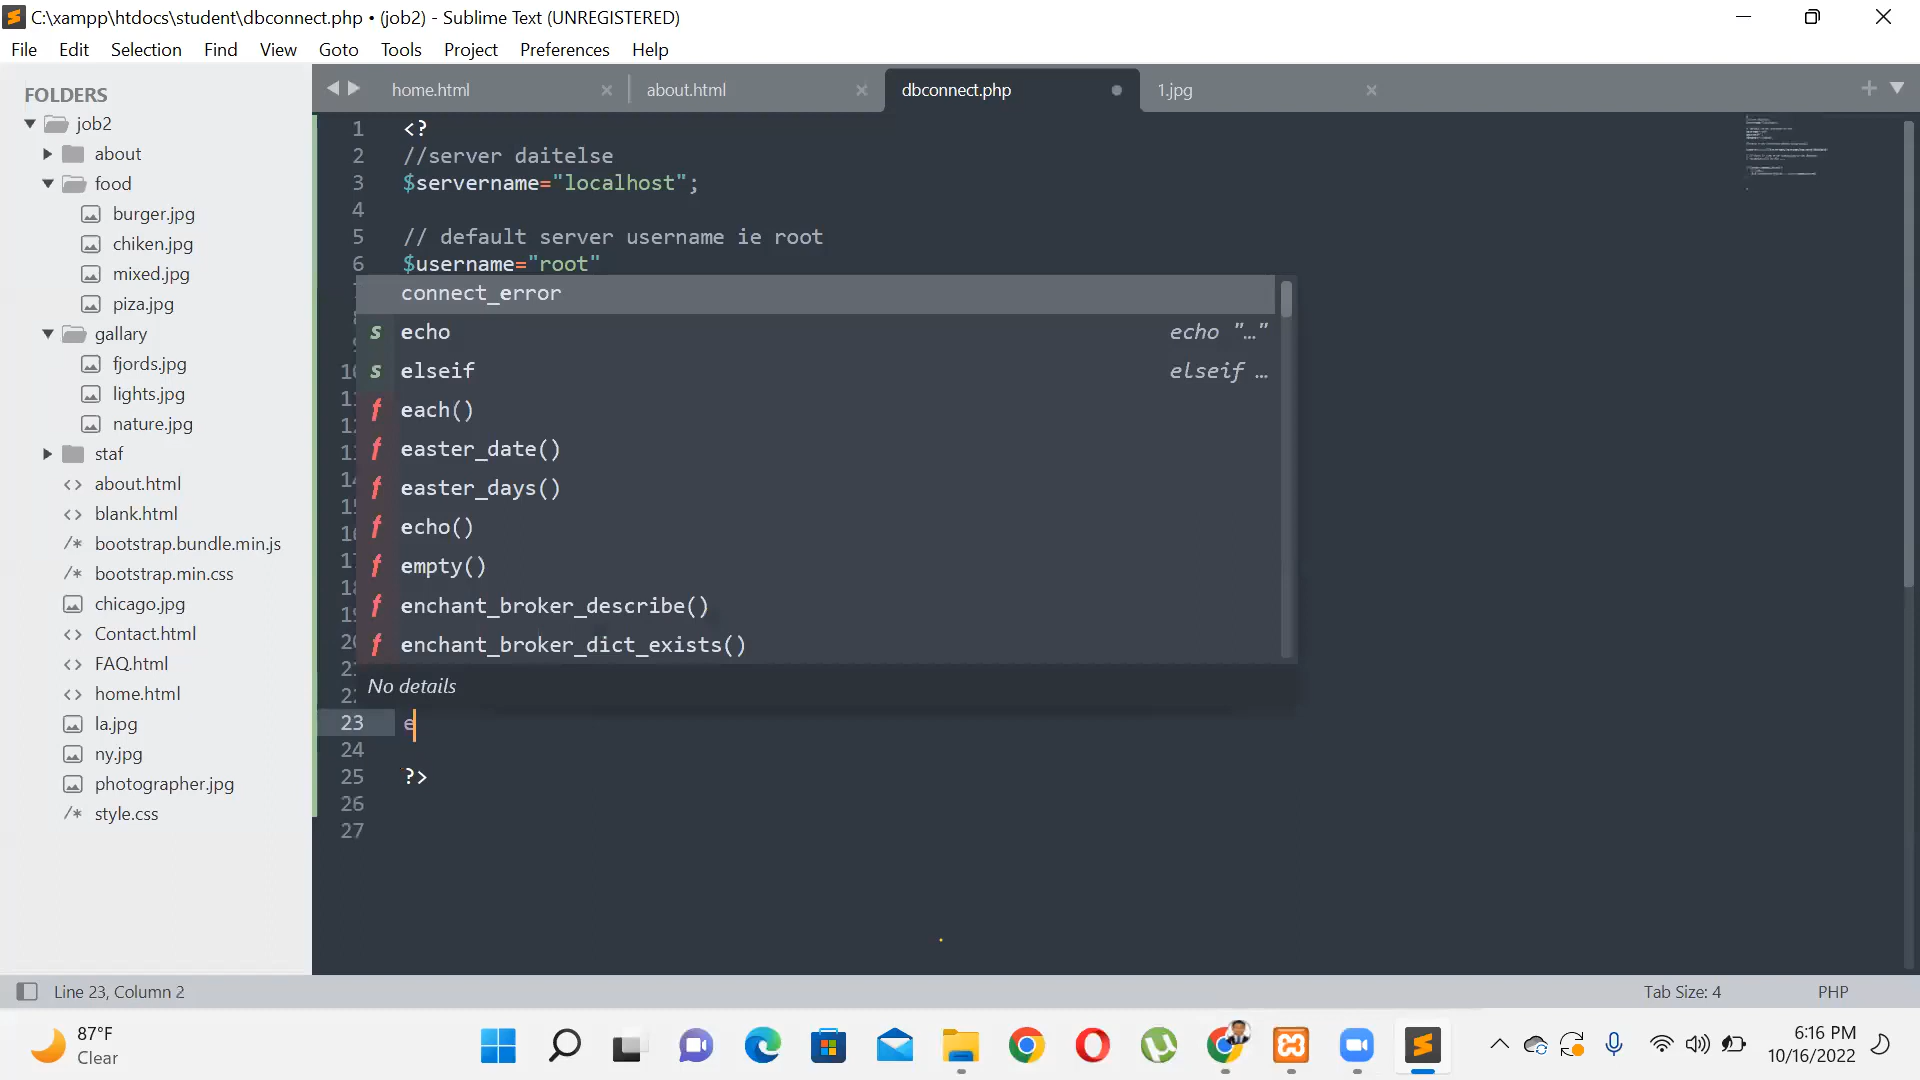 C:\xampp\htdocs\student\dbconnect.php • (job2) - Sublime Text (UNREGISTERED)
File Edit Selection Find View Goto Tools Project Preferences Help
FOLDERS
job2
about
food
burger.jpg
chiken.jpg
mixed.jpg
piza.jpg
gallary
fjords.jpg
lights.jpg
nature.jpg
staf
about.html
blank.html
bootstrap.bundle.min.js
bootstrap.min.css
chicago.jpg
Contact.html
FAQ.html
home.html
la.jpg
ny.jpg
photographer.jpg
style.css
home.html about.html dbconnect.php 1.jpg
1 <?
2 //server daitelse
3 $servername="localhost";
4
5 // default server username ie root
6 $username="root"
connect_error
echo echo "…"
elseif elseif …
each()
easter_date()
easter_days()
echo()
empty()
enchant_broker_describe()
enchant_broker_dict_exists()
No details
23 e
24
25 ?>
26
27
Line 23, Column 2 Tab Size: 4 PHP
87°F
Clear
6:16 PM
10/16/2022